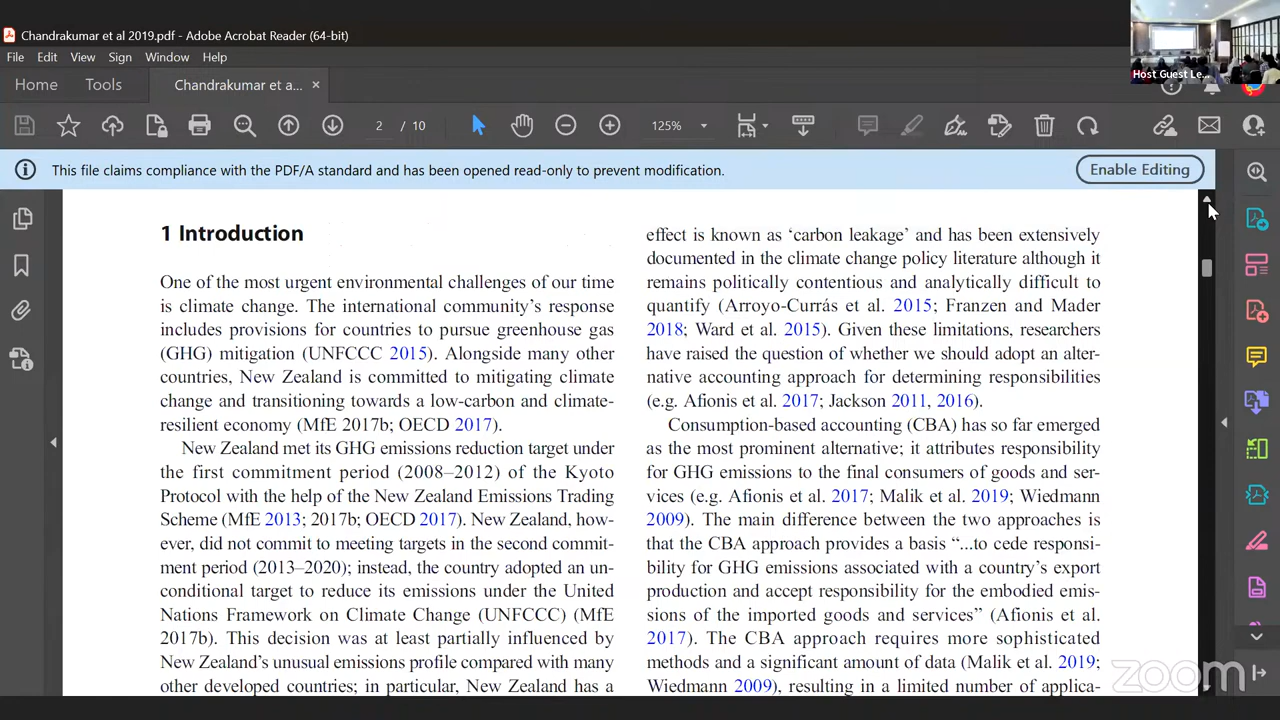 Chandrakumar et al 2019.pdf - Adobe Acrobat Reader (64-bit)
File Edit View Sign Window Help
Host Guest Le...
Home Tools Chandrakumar et a... ×
2 / 10 125%
This file claims compliance with the PDF/A standard and has been opened read-only to prevent modification.
Enable Editing
1 Introduction
One of the most urgent environmental challenges of our time
is climate change. The international community's response
includes provisions for countries to pursue greenhouse gas
(GHG) mitigation (UNFCCC 2015). Alongside many other
countries, New Zealand is committed to mitigating climate
change and transitioning towards a low-carbon and climate-
resilient economy (MfE 2017b; OECD 2017).
New Zealand met its GHG emissions reduction target under
the first commitment period (2008–2012) of the Kyoto
Protocol with the help of the New Zealand Emissions Trading
Scheme (MfE 2013; 2017b; OECD 2017). New Zealand, how-
ever, did not commit to meeting targets in the second commit-
ment period (2013–2020); instead, the country adopted an un-
conditional target to reduce its emissions under the United
Nations Framework on Climate Change (UNFCCC) (MfE
2017b). This decision was at least partially influenced by
New Zealand's unusual emissions profile compared with many
other developed countries; in particular, New Zealand has a
effect is known as 'carbon leakage' and has been extensively
documented in the climate change policy literature although it
remains politically contentious and analytically difficult to
quantify (Arroyo-Currás et al. 2015; Franzen and Mader
2018; Ward et al. 2015). Given these limitations, researchers
have raised the question of whether we should adopt an alter-
native accounting approach for determining responsibilities
(e.g. Afionis et al. 2017; Jackson 2011, 2016).
Consumption-based accounting (CBA) has so far emerged
as the most prominent alternative; it attributes responsibility
for GHG emissions to the final consumers of goods and ser-
vices (e.g. Afionis et al. 2017; Malik et al. 2019; Wiedmann
2009). The main difference between the two approaches is
that the CBA approach provides a basis "...to cede responsi-
bility for GHG emissions associated with a country's export
production and accept responsibility for the embodied emis-
sions of the imported goods and services" (Afionis et al.
2017). The CBA approach requires more sophisticated
methods and a significant amount of data (Malik et al. 2019;
Wiedmann 2009), resulting in a limited number of applica-
zoom